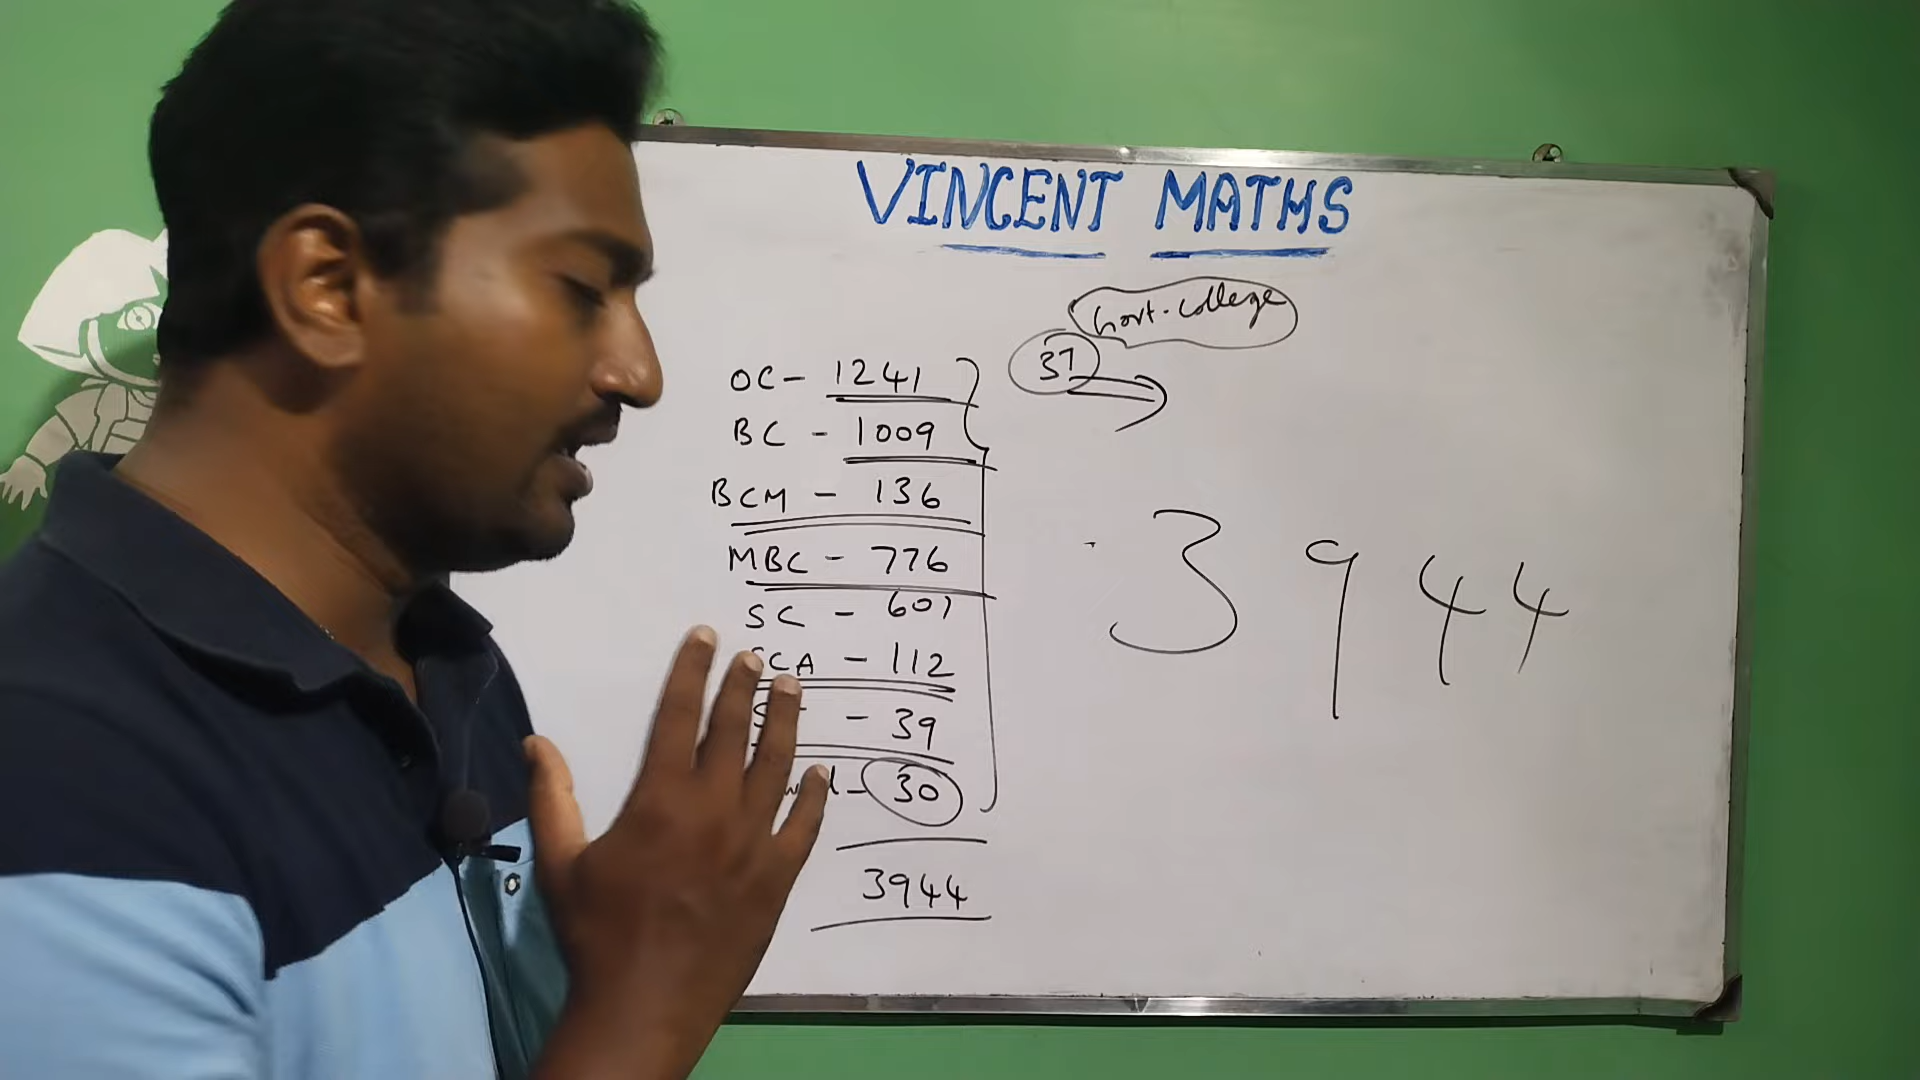 VINCENT MATHS
Govt. College
37
OC - 1241
BC - 1009
BCM - 136
MBC - 776
SC - 601
SCA - 112
- 39
- 30
3944
3944